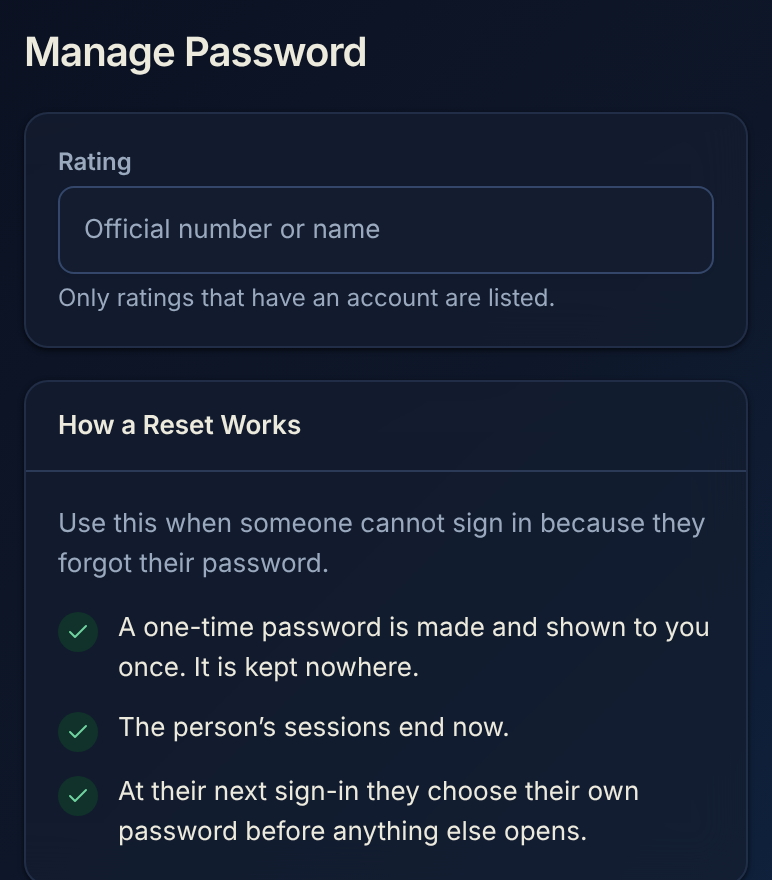 Manage Password
Rating
Official number or name
Only ratings that have an account are listed.
How a Reset Works
Use this when someone cannot sign in because they
forgot their password.
A one-time password is made and shown to you
once. It is kept nowhere.
The person’s sessions end now.
At their next sign-in they choose their own
password before anything else opens.